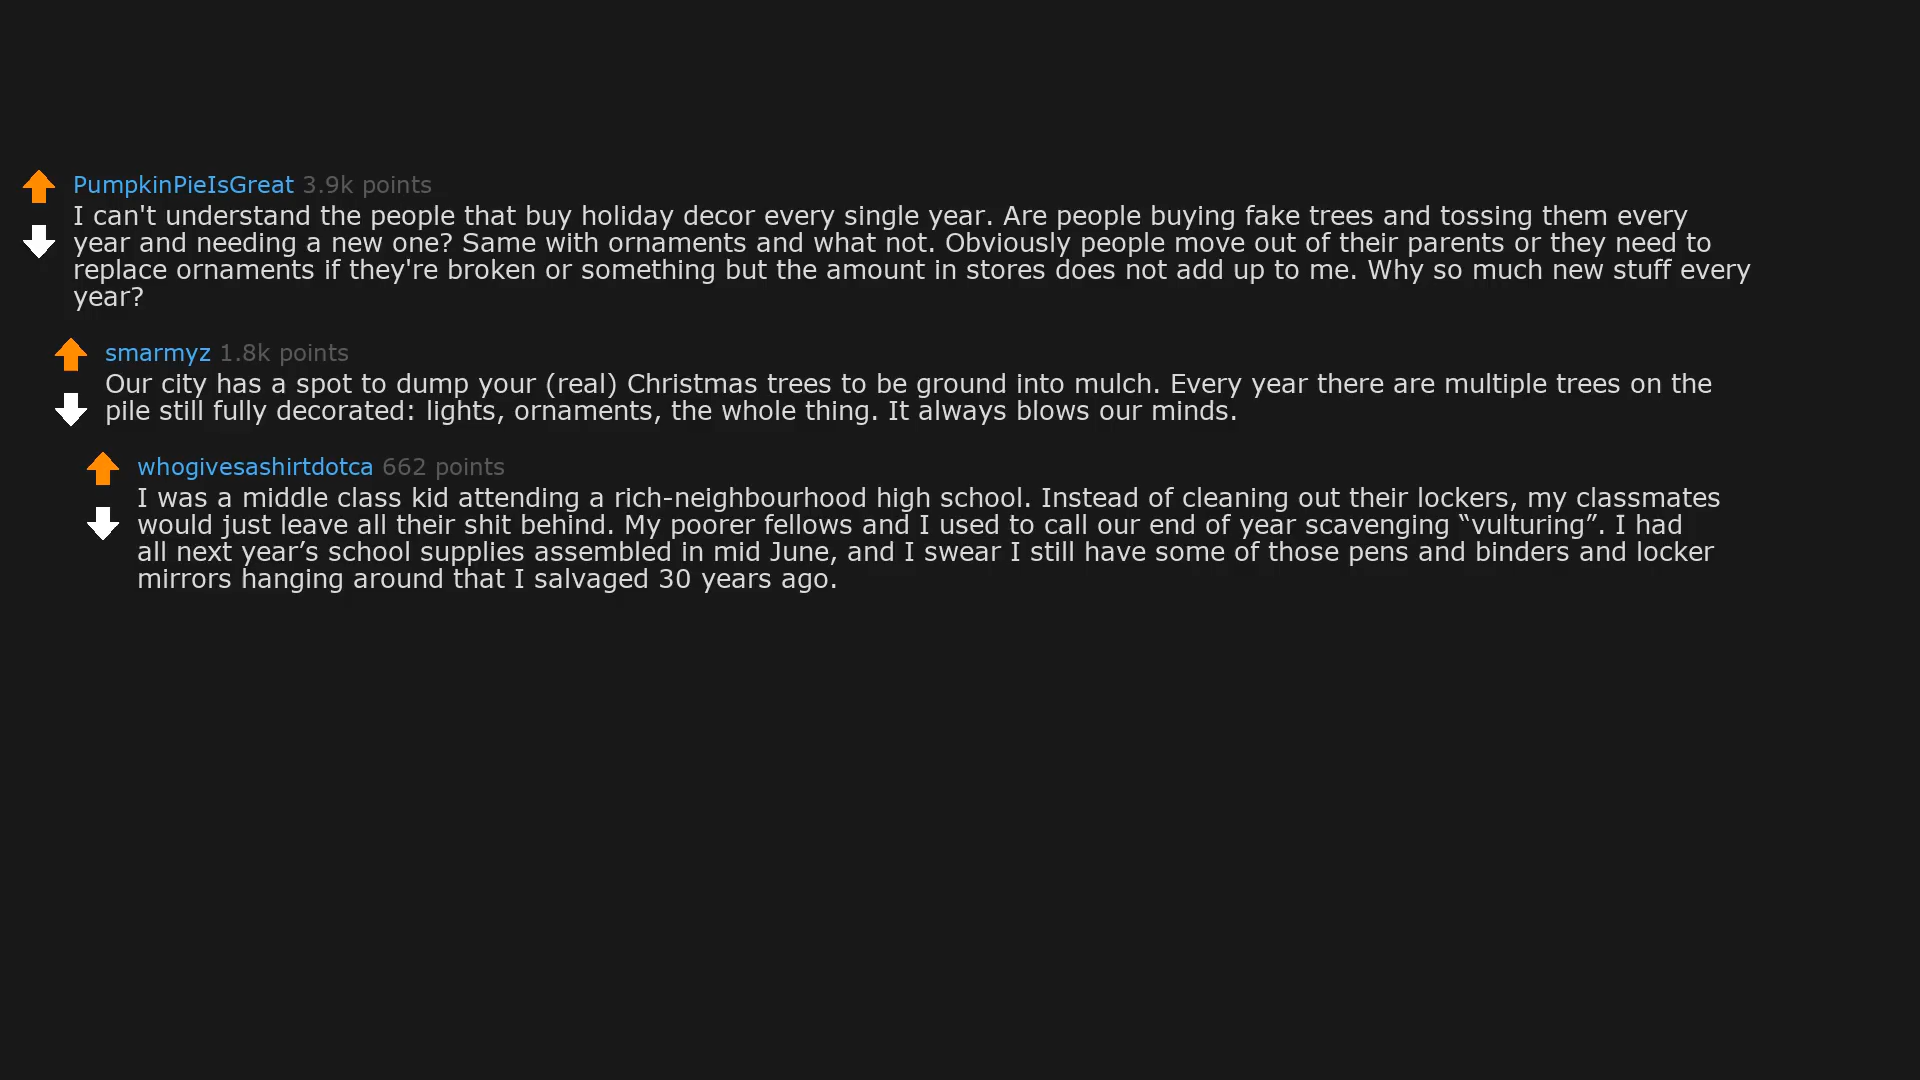 PumpkinPieIsGreat 3.9k points
I can't understand the people that buy holiday decor every single year. Are people buying fake trees and tossing them every
year and needing a new one? Same with ornaments and what not. Obviously people move out of their parents or they need to
replace ornaments if they're broken or something but the amount in stores does not add up to me. Why so much new stuff every
year?
smarmyz 1.8k points
Our city has a spot to dump your (real) Christmas trees to be ground into mulch. Every year there are multiple trees on the
pile still fully decorated: lights, ornaments, the whole thing. It always blows our minds.
whogivesashirtdotca 662 points
I was a middle class kid attending a rich-neighbourhood high school. Instead of cleaning out their lockers, my classmates
would just leave all their shit behind. My poorer fellows and I used to call our end of year scavenging “vulturing”. I had
all next year’s school supplies assembled in mid June, and I swear I still have some of those pens and binders and locker
mirrors hanging around that I salvaged 30 years ago.